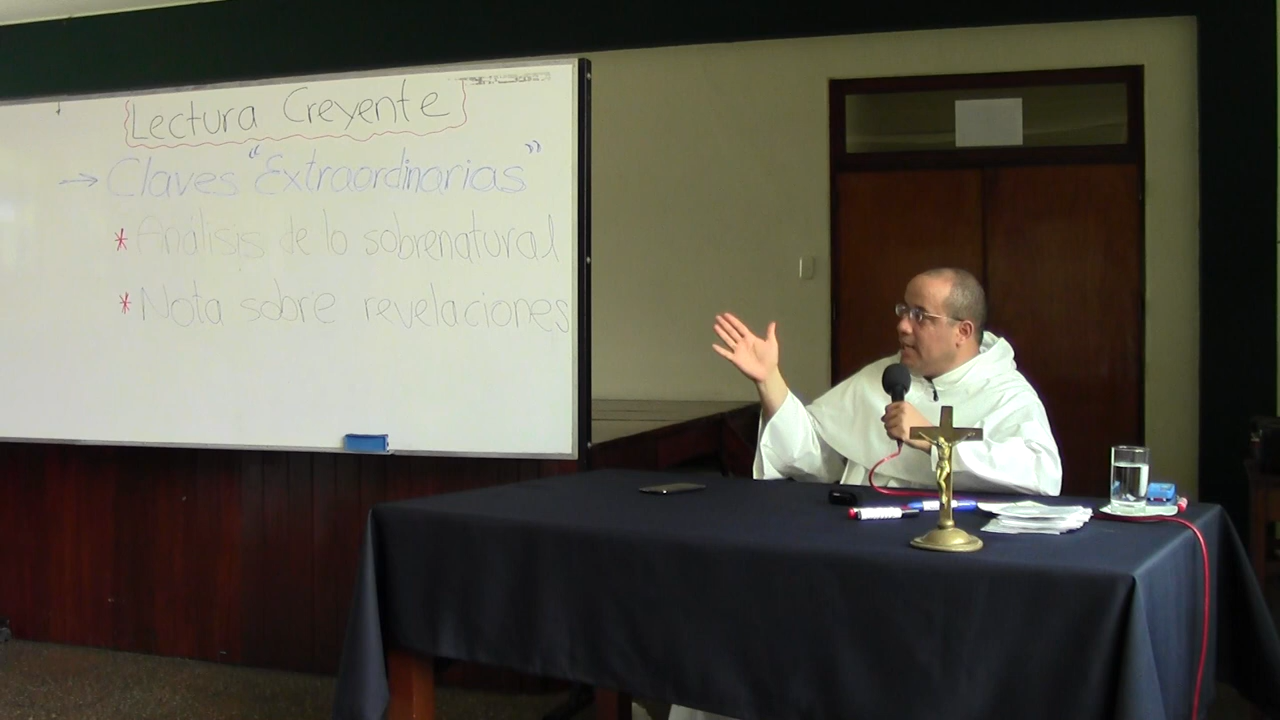 Lectura Creyente
→ Claves "Extraordinarias"
* Análisis de lo sobrenatural
* Nota sobre revelaciones